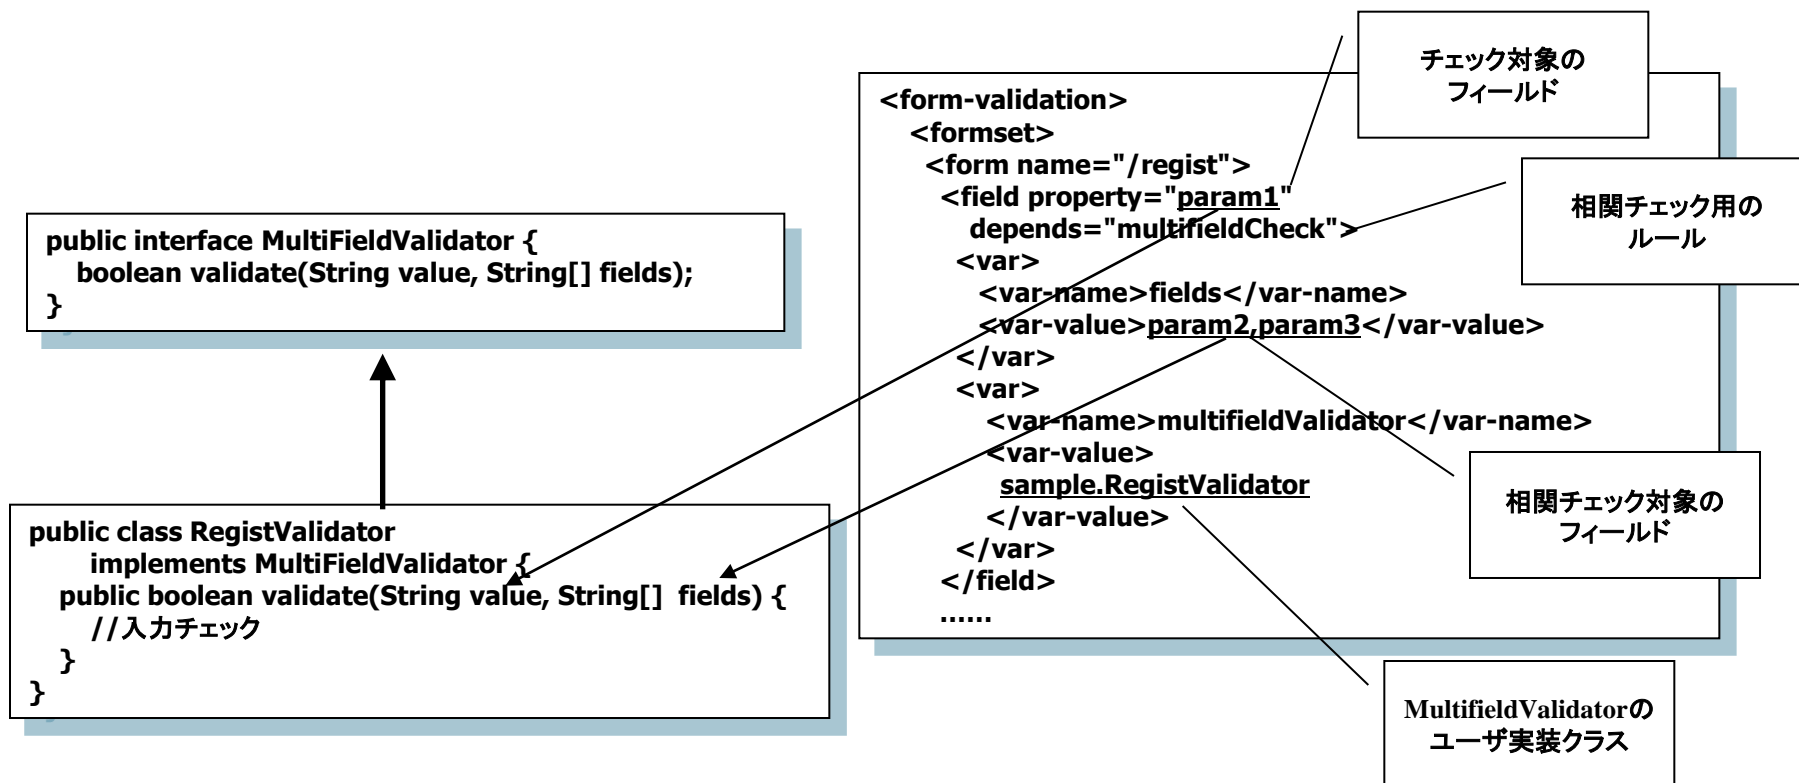 public interface MultiFieldValidator {
boolean validate(String value, String[] fields);
}
public class RegistValidator
implements MultiFieldValidator {
public boolean validate(String value, String[] fields) {
//入力チェック
}
}
<form-validation>
<formset>
<form name="/regist">
<field property="param1"
depends="multifieldCheck">
<var>
<var-name>fields</var-name>
<var-value>param2,param3</var-value>
</var>
<var>
<var-name>multifieldValidator</var-name>
<var-value>
sample.RegistValidator
</var-value>
</var>
</field>
......
チェック対象の
フィールド
相関チェック用の
ルール
相関チェック対象の
フィールド
MultifieldValidatorの
ユーザ実装クラス